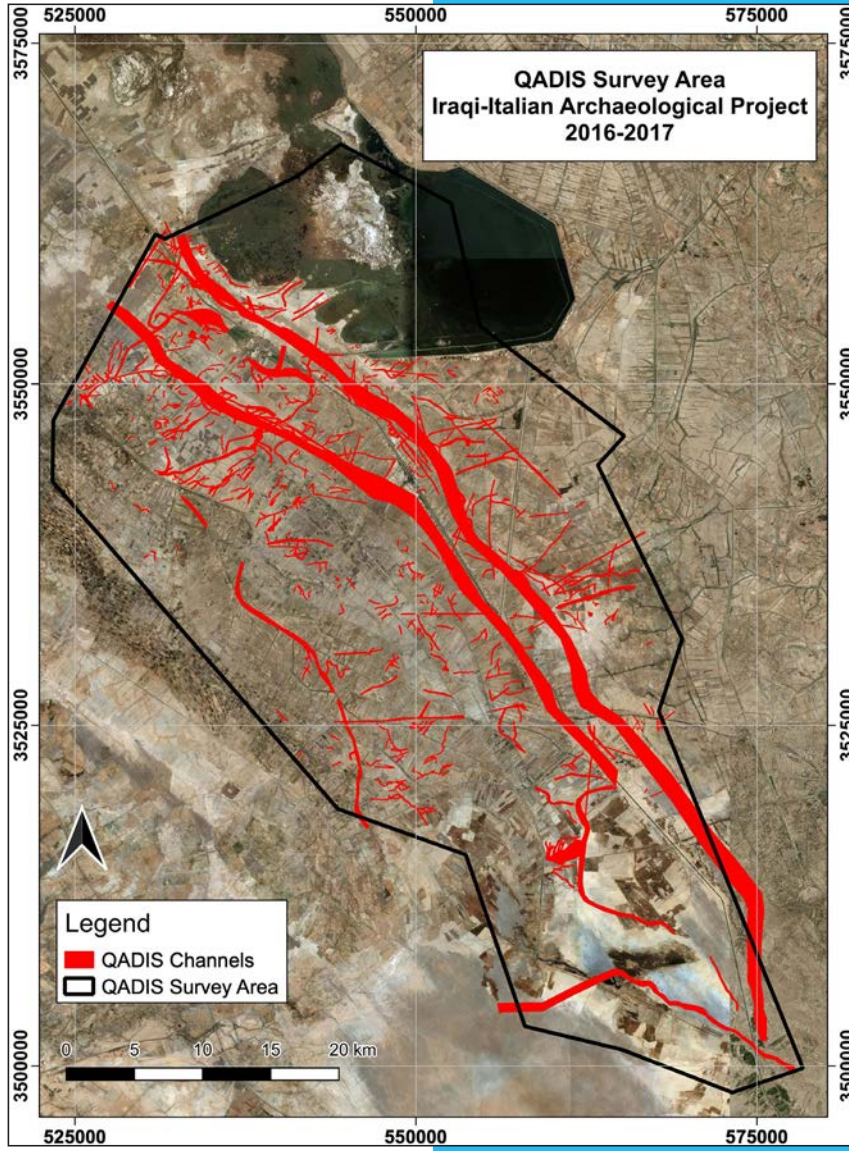 525000 550000 575000
3575000 3575000
QADIS Survey Area
Iraqi-Italian Archaeological Project
2016-2017
3550000 3550000
3525000 3525000
Legend
QADIS Channels
QADIS Survey Area
0 5 10 15 20 km
3500000 3500000
525000 550000 575000